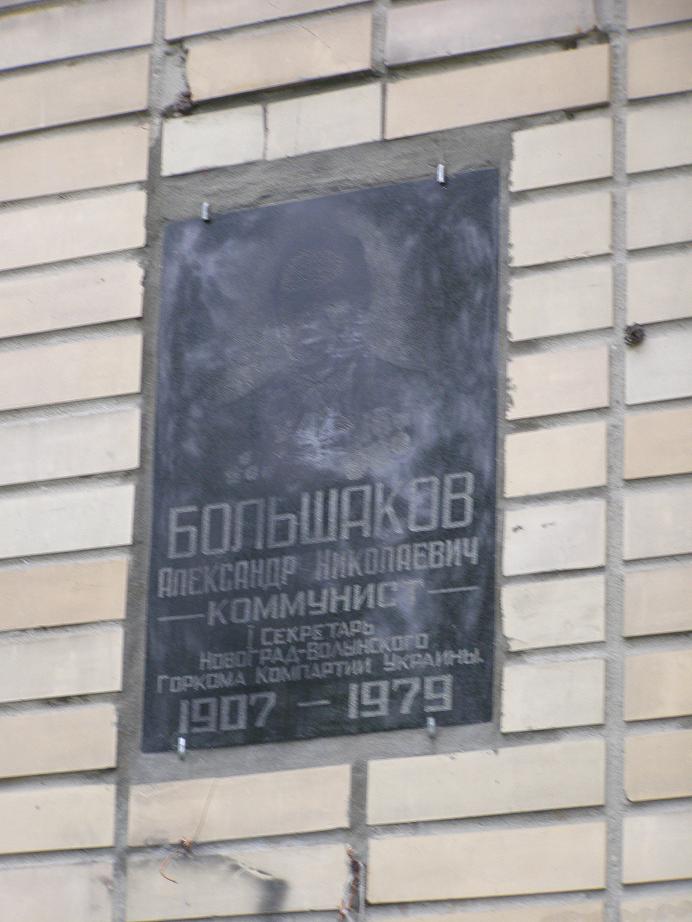 БОЛЬШАКОВ
АЛЕКСАНДР НИКОЛАЕВИЧ
— КОММУНИСТ —
I СЕКРЕТАРЬ
НОВОГРАД-ВОЛЫНСКОГО
ГОРКОМА КОМПАРТИИ УКРАИНЫ.
1907 — 1979